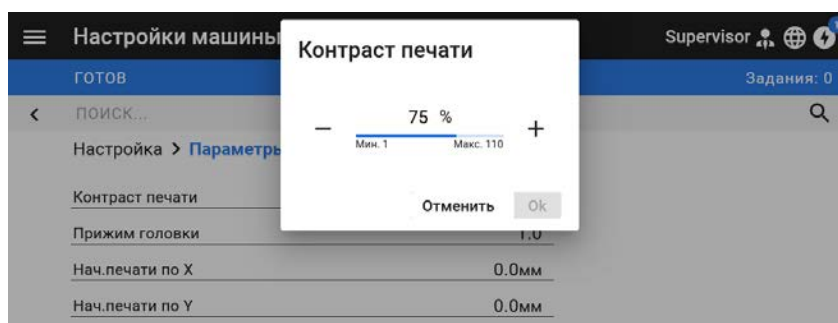 Настройки машины
Supervisor
ГОТОВ
Задания: 0
ПОИСК...
Настройка > Параметры
Контраст печати
Прижим головки 1.0
Нач.печати по X 0.0мм
Нач.печати по Y 0.0мм
Контраст печати
75 %
Мин. 1 Макс. 110
Отменить Ok